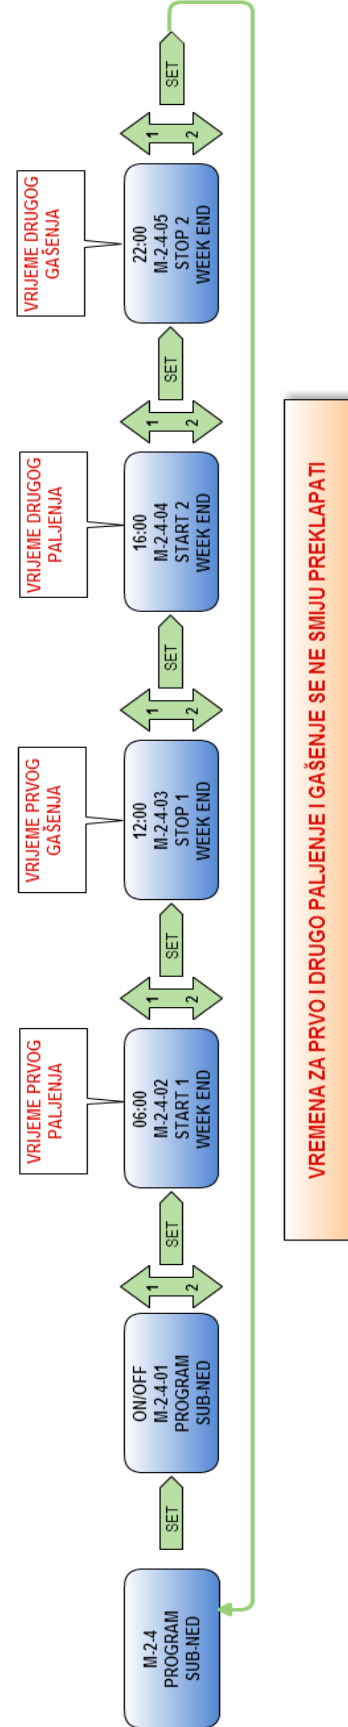 M-2-4
PROGRAM
SUB-NED
SET
ON/OFF
M-2-4-01
PROGRAM
SUB-NED
1
2
SET
VRIJEME PRVOG
PALJENJA
06:00
M-2-4-02
START 1
WEEK END
1
2
SET
VRIJEME PRVOG
GAŠENJA
12:00
M-2-4-03
STOP 1
WEEK END
1
2
SET
VRIJEME DRUGOG
PALJENJA
16:00
M-2-4-04
START 2
WEEK END
1
2
SET
VRIJEME DRUGOG
GAŠENJA
22:00
M-2-4-05
STOP 2
WEEK END
1
2
SET
VREMENA ZA PRVO I DRUGO PALJENJE I GAŠENJE SE NE SMIJU PREKLAPATI